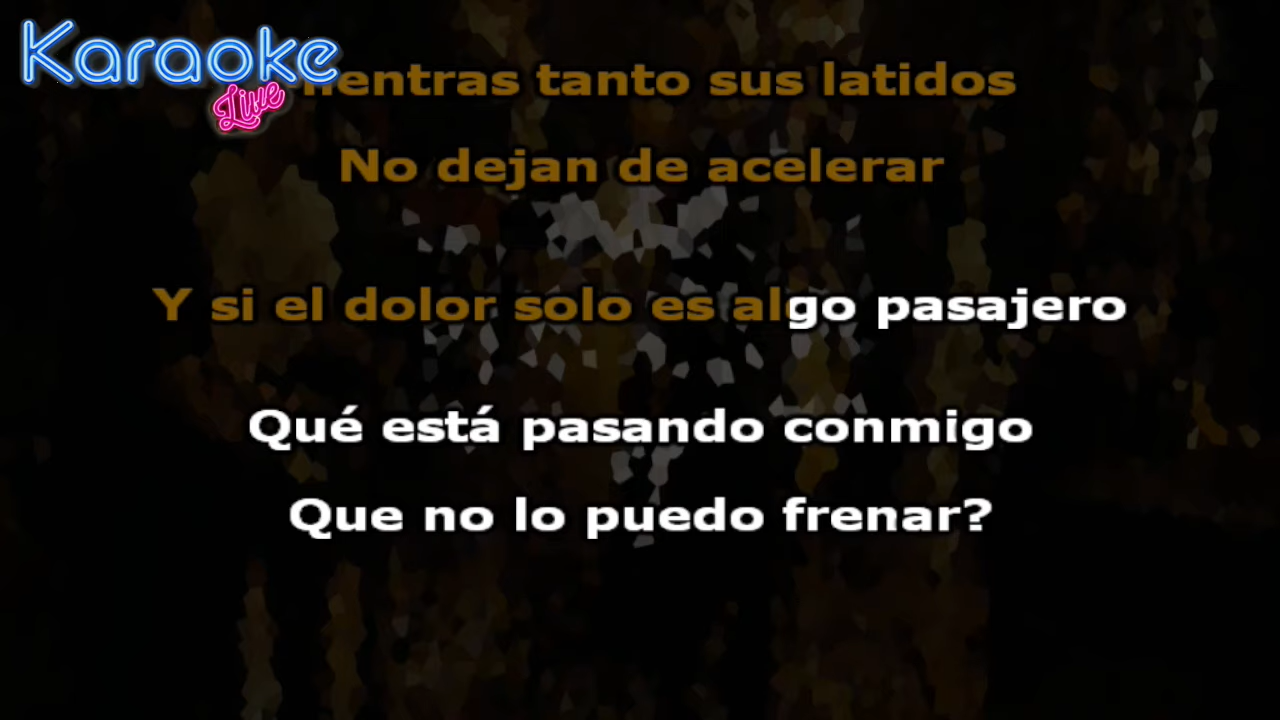 Karaoke
Live
entras tanto sus latidos
No dejan de acelerar
Y si el dolor solo es algo pasajero
Qué está pasando conmigo
Que no lo puedo frenar?